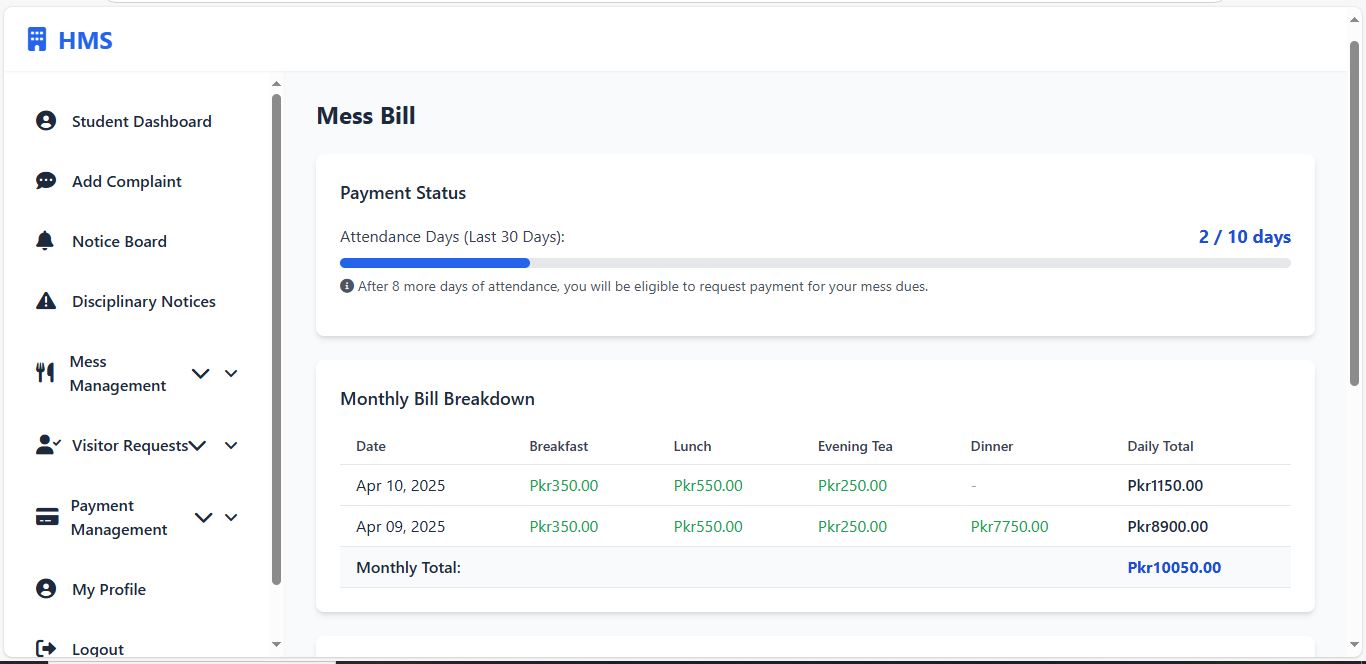 HMS
Student Dashboard
Add Complaint
Notice Board
Disciplinary Notices
Mess
Management
Visitor Requests
Payment
Management
My Profile
Logout
Mess Bill
Payment Status
Attendance Days (Last 30 Days): 2 / 10 days
After 8 more days of attendance, you will be eligible to request payment for your mess dues.
Monthly Bill Breakdown
Date Breakfast Lunch Evening Tea Dinner Daily Total
Apr 10, 2025 Pkr350.00 Pkr550.00 Pkr250.00 - Pkr1150.00
Apr 09, 2025 Pkr350.00 Pkr550.00 Pkr250.00 Pkr7750.00 Pkr8900.00
Monthly Total: Pkr10050.00